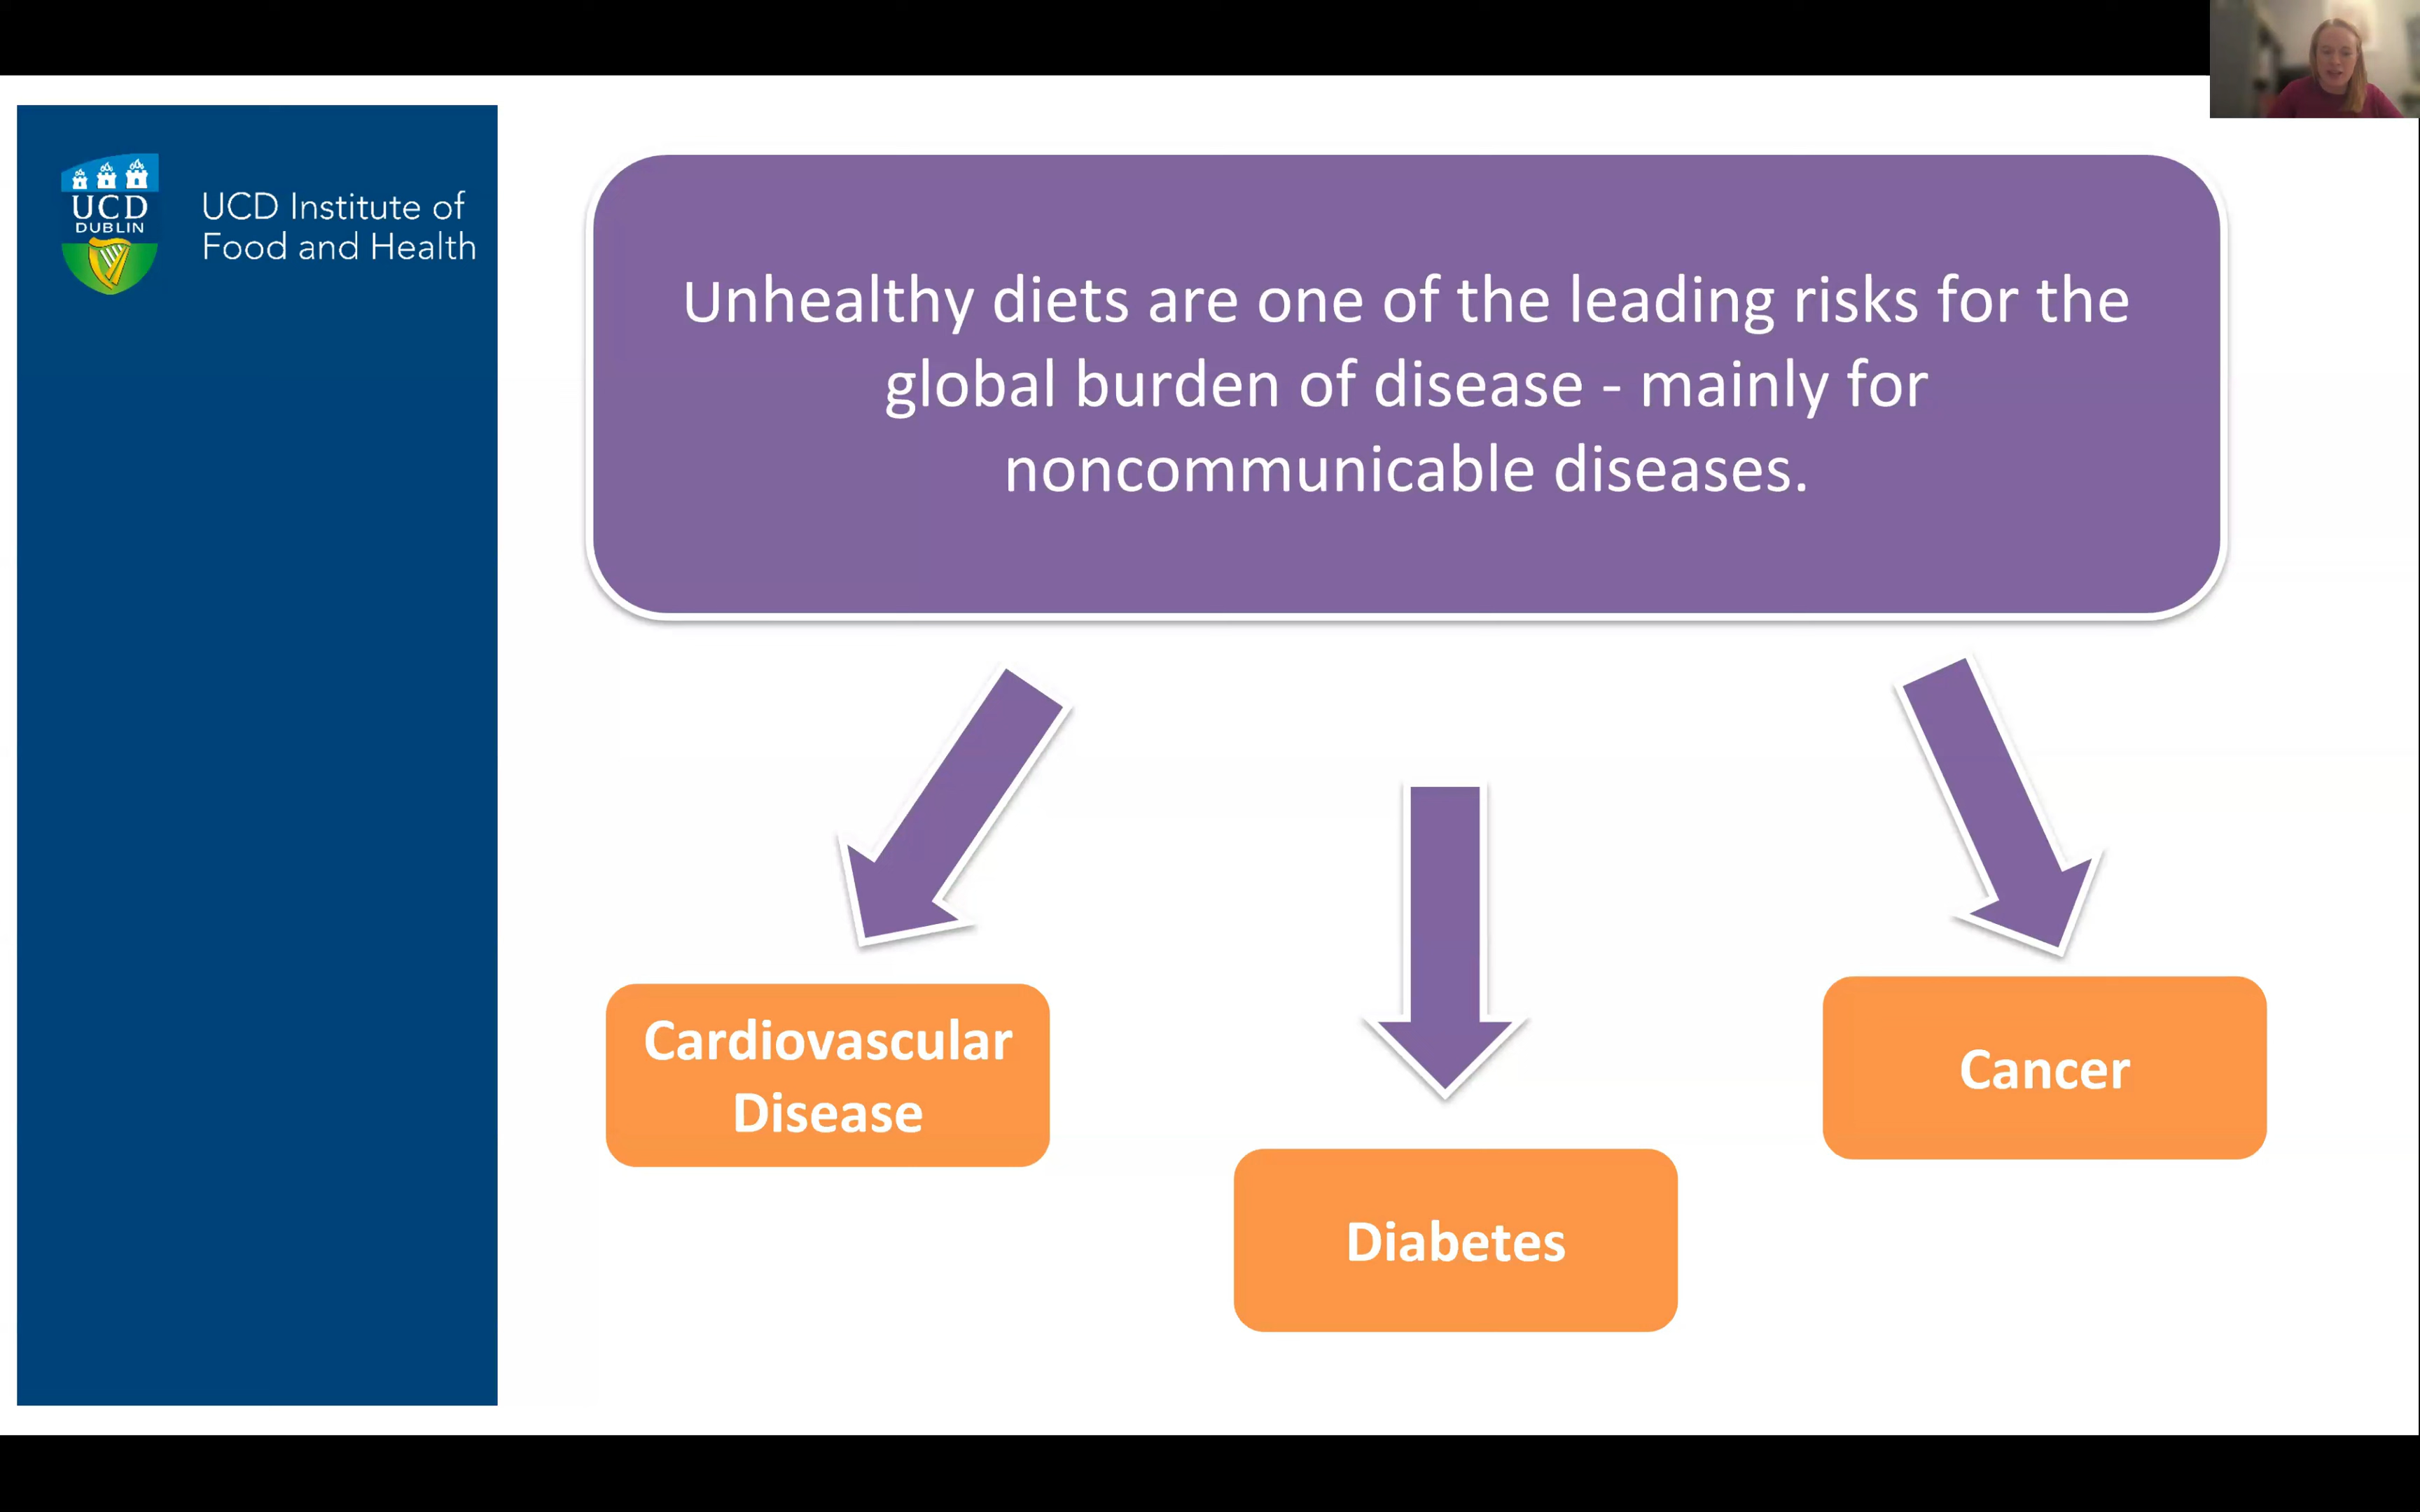 UCD
DUBLIN
UCD Institute of
Food and Health
Unhealthy diets are one of the leading risks for the
global burden of disease - mainly for
noncommunicable diseases.
Cardiovascular
Disease
Diabetes
Cancer